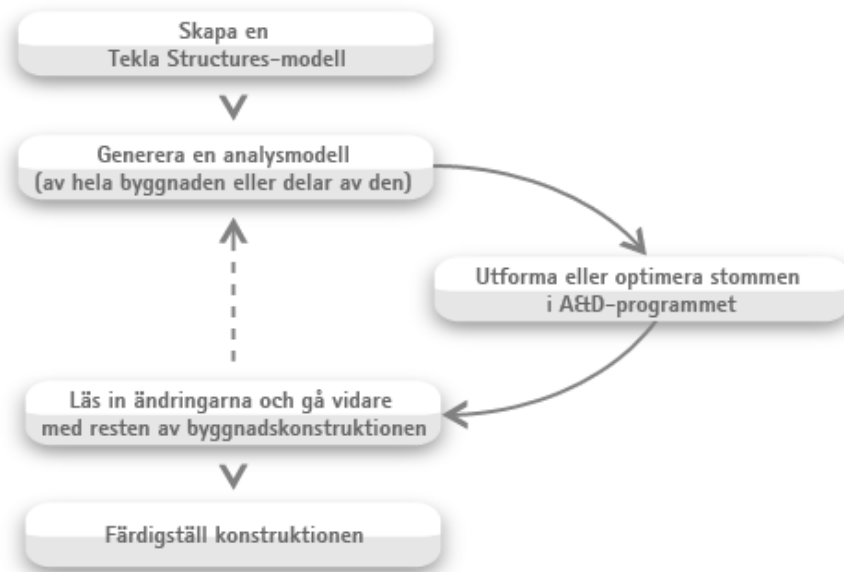 Skapa en
Tekla Structures-modell
Generera en analysmodell
(av hela byggnaden eller delar av den)
Utforma eller optimera stommen
i A&D-programmet
Läs in ändringarna och gå vidare
med resten av byggnadskonstruktionen
Färdigställ konstruktionen